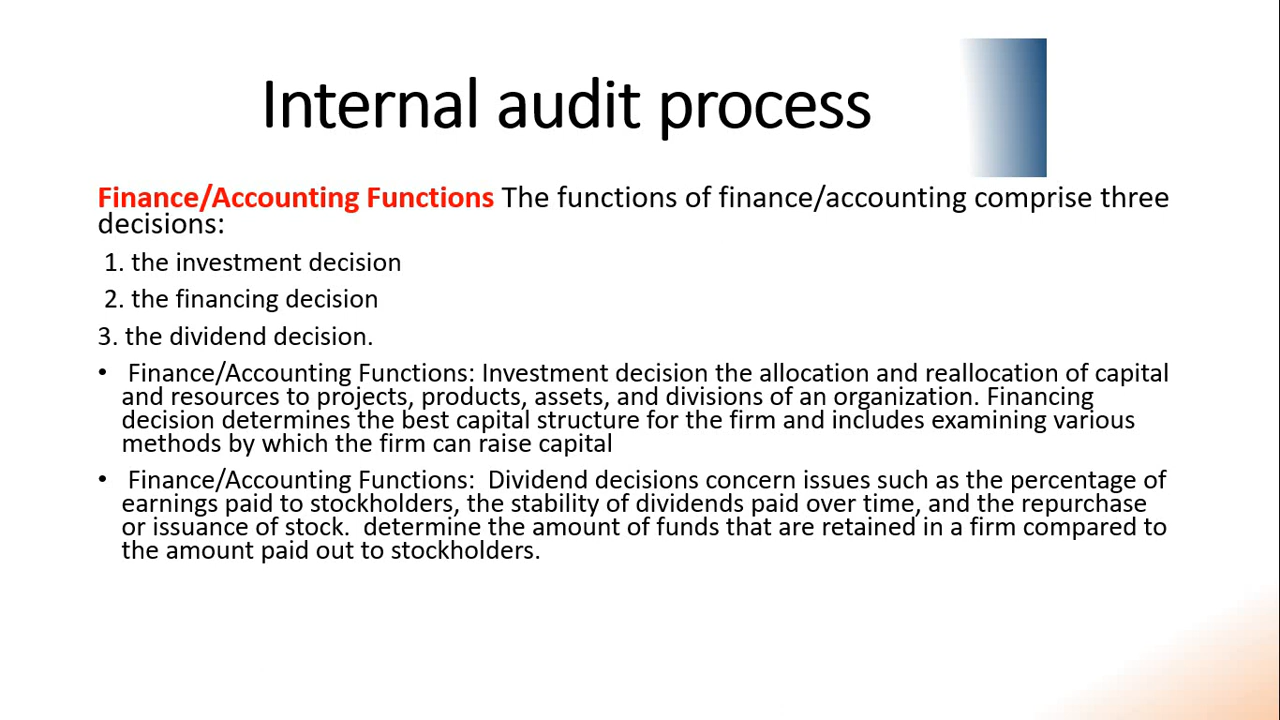 Internal audit process
Finance/Accounting Functions The functions of finance/accounting comprise three
decisions:
1. the investment decision
2. the financing decision
3. the dividend decision.
• Finance/Accounting Functions: Investment decision the allocation and reallocation of capital
and resources to projects, products, assets, and divisions of an organization. Financing
decision determines the best capital structure for the firm and includes examining various
methods by which the firm can raise capital
• Finance/Accounting Functions:  Dividend decisions concern issues such as the percentage of
earnings paid to stockholders, the stability of dividends paid over time, and the repurchase
or issuance of stock.  determine the amount of funds that are retained in a firm compared to
the amount paid out to stockholders.